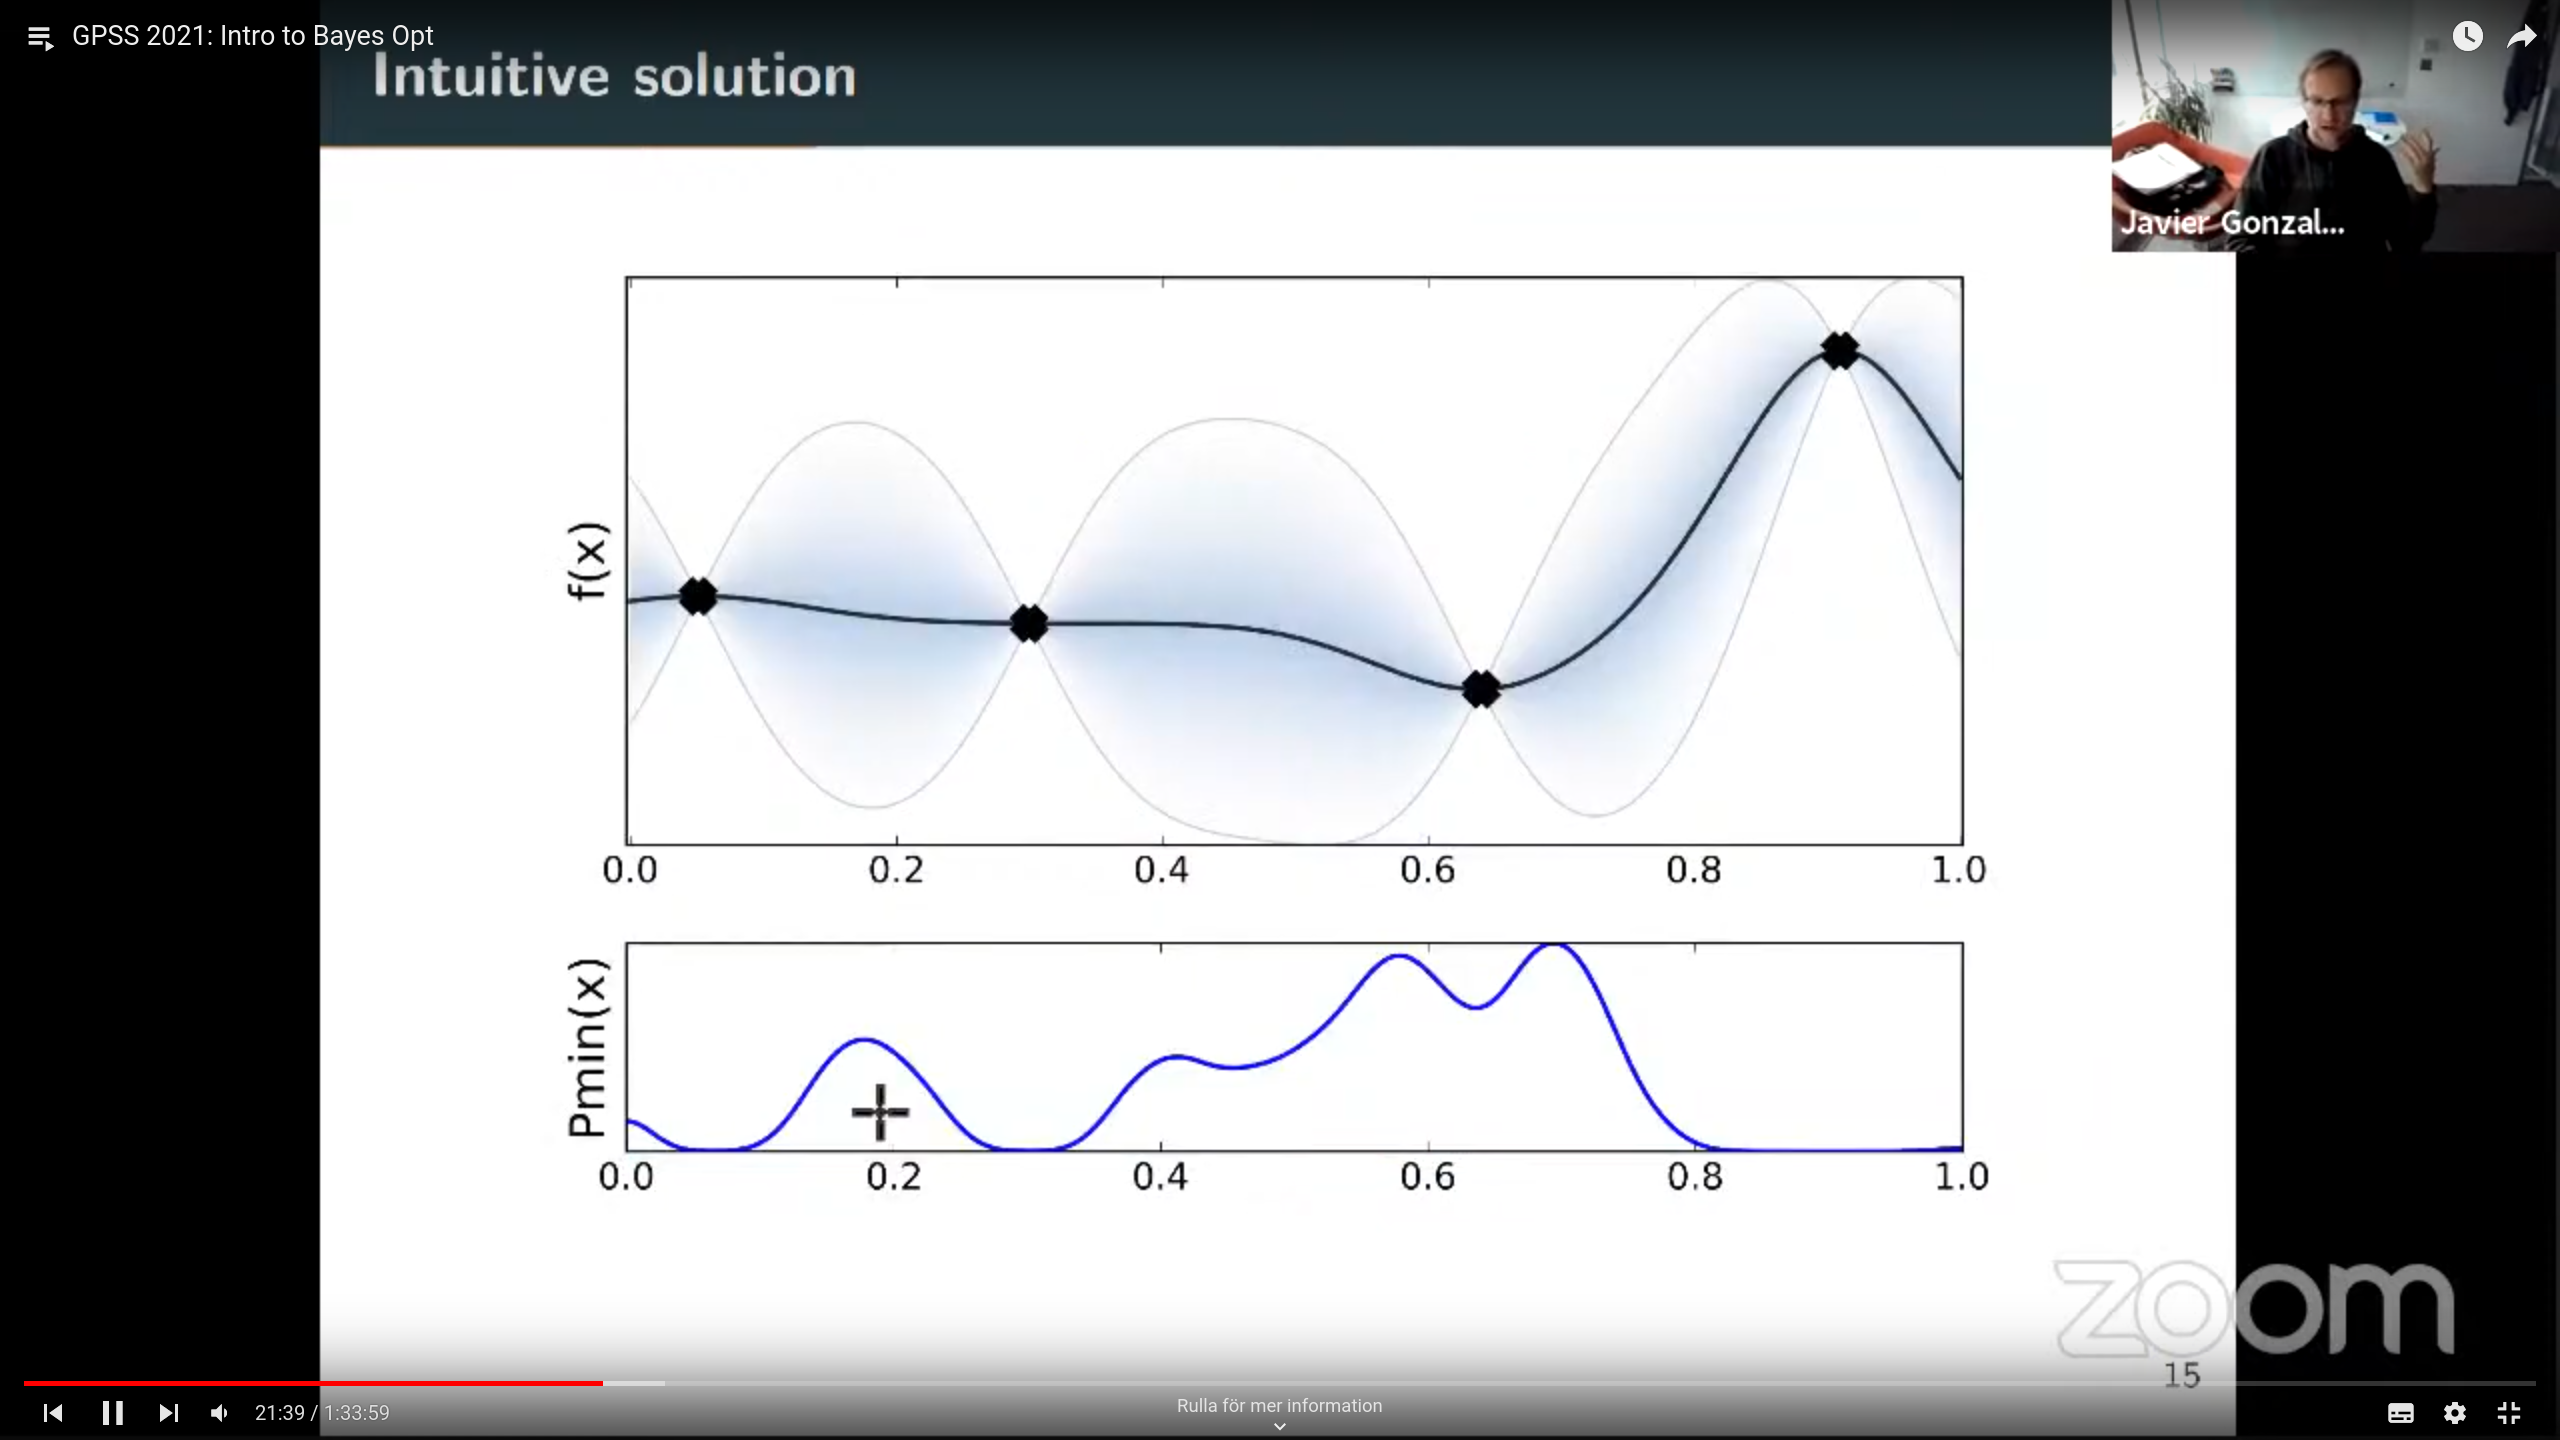 GPSS 2021: Intro to Bayes Opt
Intuitive solution
Javier Gonzal...
f(x)
0.0 0.2 0.4 0.6 0.8 1.0
Pmin(x)
0.0 0.2 0.4 0.6 0.8 1.0
zoom
15
21:39 / 1:33:59
Rulla för mer information